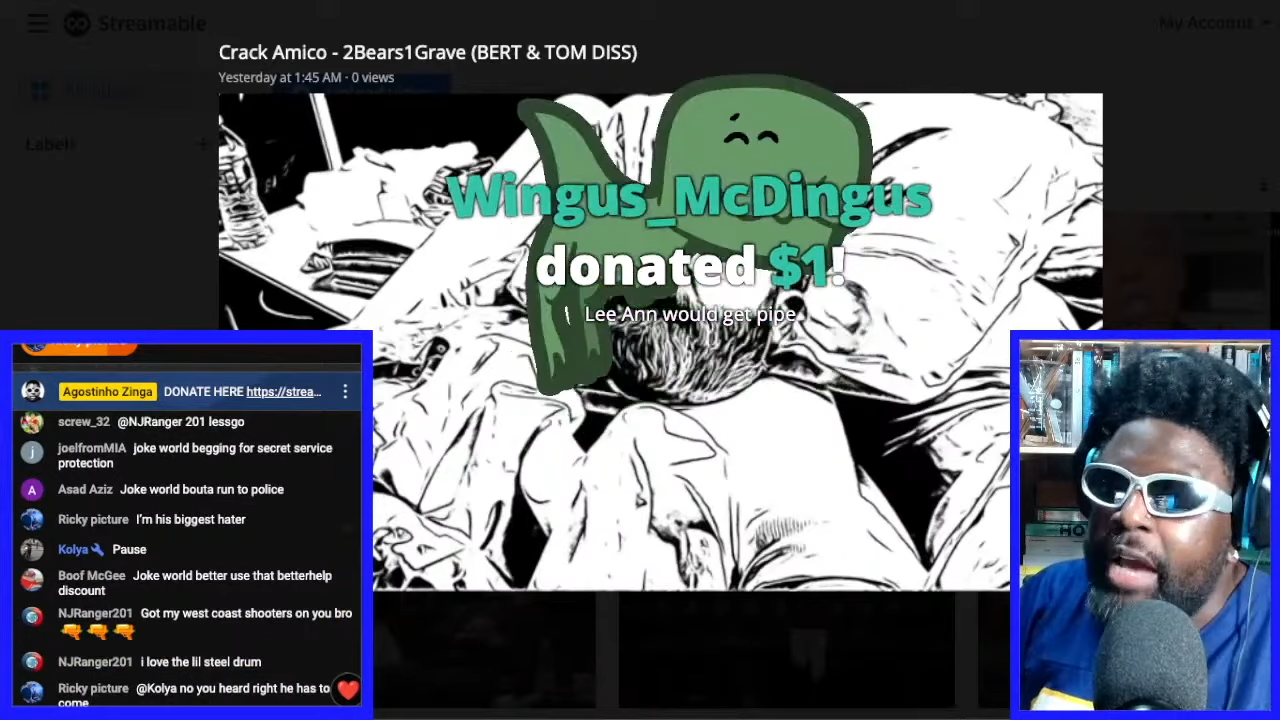 Streamable
My Account
Crack Amico - 2Bears1Grave (BERT & TOM DISS)
Yesterday at 1:45 AM · 0 views
Labels
Wingus_McDingus
donated $1!
Lee Ann would get pipe
Agostinho Zinga DONATE HERE https://strea...
screw_32 @NJRanger 201 lessgo
joelfromMIA joke world begging for secret service
protection
Asad Aziz Joke world bouta run to police
Ricky picture I'm his biggest hater
Kolya Pause
Boof McGee Joke world better use that betterhelp
discount
NJRanger201 Got my west coast shooters on you bro
NJRanger201 i love the lil steel drum
Ricky picture @Kolya no you heard right he has to
come